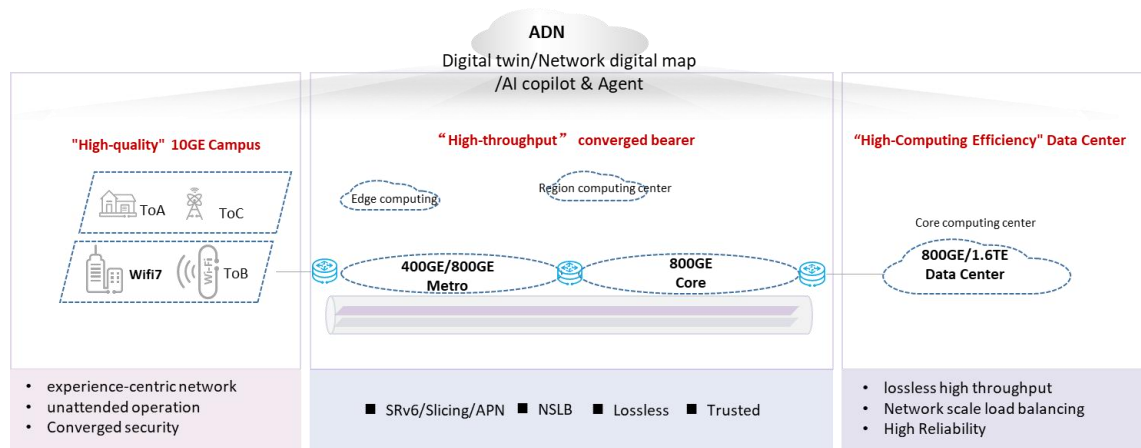 ADN
Digital twin/Network digital map
/AI copilot & Agent
"High-quality" 10GE Campus
ToA
ToC
Wifi7
Wi-Fi
ToB
“High-throughput” converged bearer
Edge computing
Region computing center
400GE/800GE
Metro
800GE
Core
“High-Computing Efficiency" Data Center
Core computing center
800GE/1.6TE
Data Center
• experience-centric network
• unattended operation
• Converged security
■ SRv6/Slicing/APN ■ NSLB ■ Lossless ■ Trusted
• lossless high throughput
• Network scale load balancing
• High Reliability